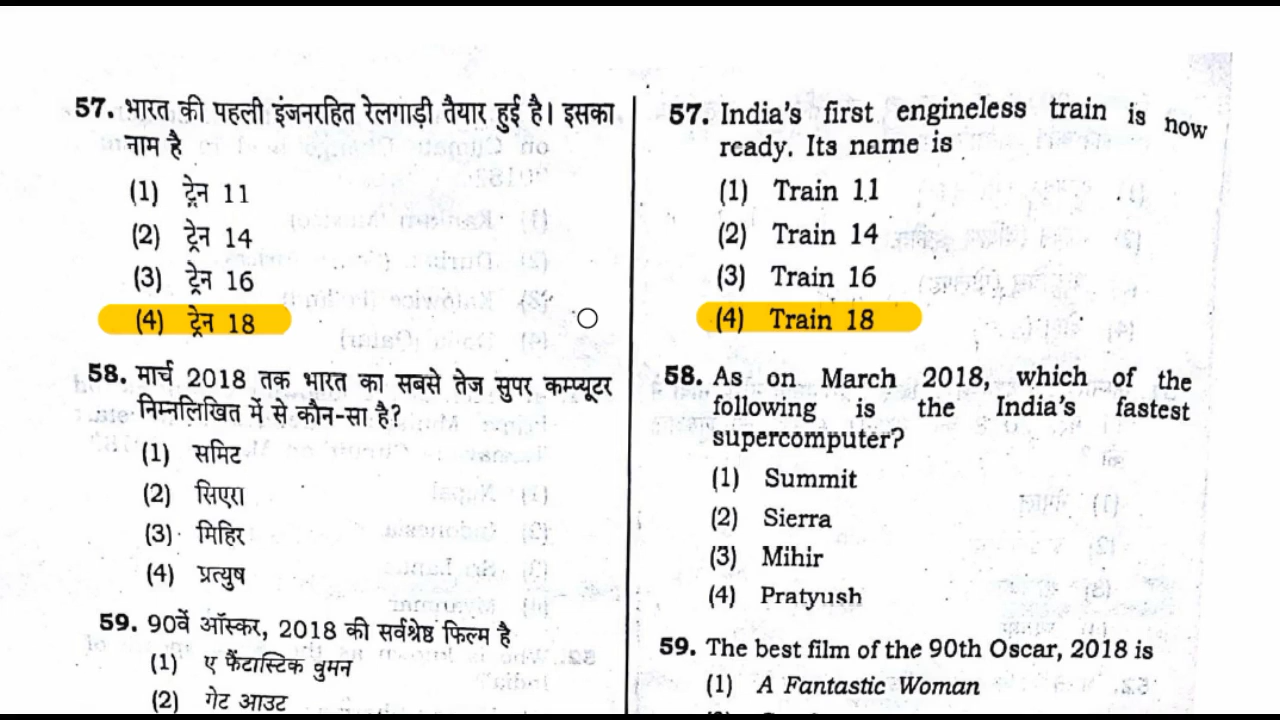 57. भारत की पहली इंजनरहित रेलगाड़ी तैयार हुई है। इसका
नाम है
(1) ट्रेन 11
(2) ट्रेन 14
(3) ट्रेन 16
(4) ट्रेन 18
58. मार्च 2018 तक भारत का सबसे तेज सुपर कम्प्यूटर
निम्नलिखित में से कौन-सा है?
(1) समिट
(2) सिएरा
(3) मिहिर
(4) प्रत्युष
59. 90वें ऑस्कर, 2018 की सर्वश्रेष्ठ फिल्म है
(1) ए फैंटास्टिक वुमन
(2) गेट आउट
57. India's first engineless train is now
ready. Its name is
(1) Train 11
(2) Train 14
(3) Train 16
(4) Train 18
58. As on March 2018, which of the
following is the India's fastest
supercomputer?
(1) Summit
(2) Sierra
(3) Mihir
(4) Pratyush
59. The best film of the 90th Oscar, 2018 is
(1) A Fantastic Woman